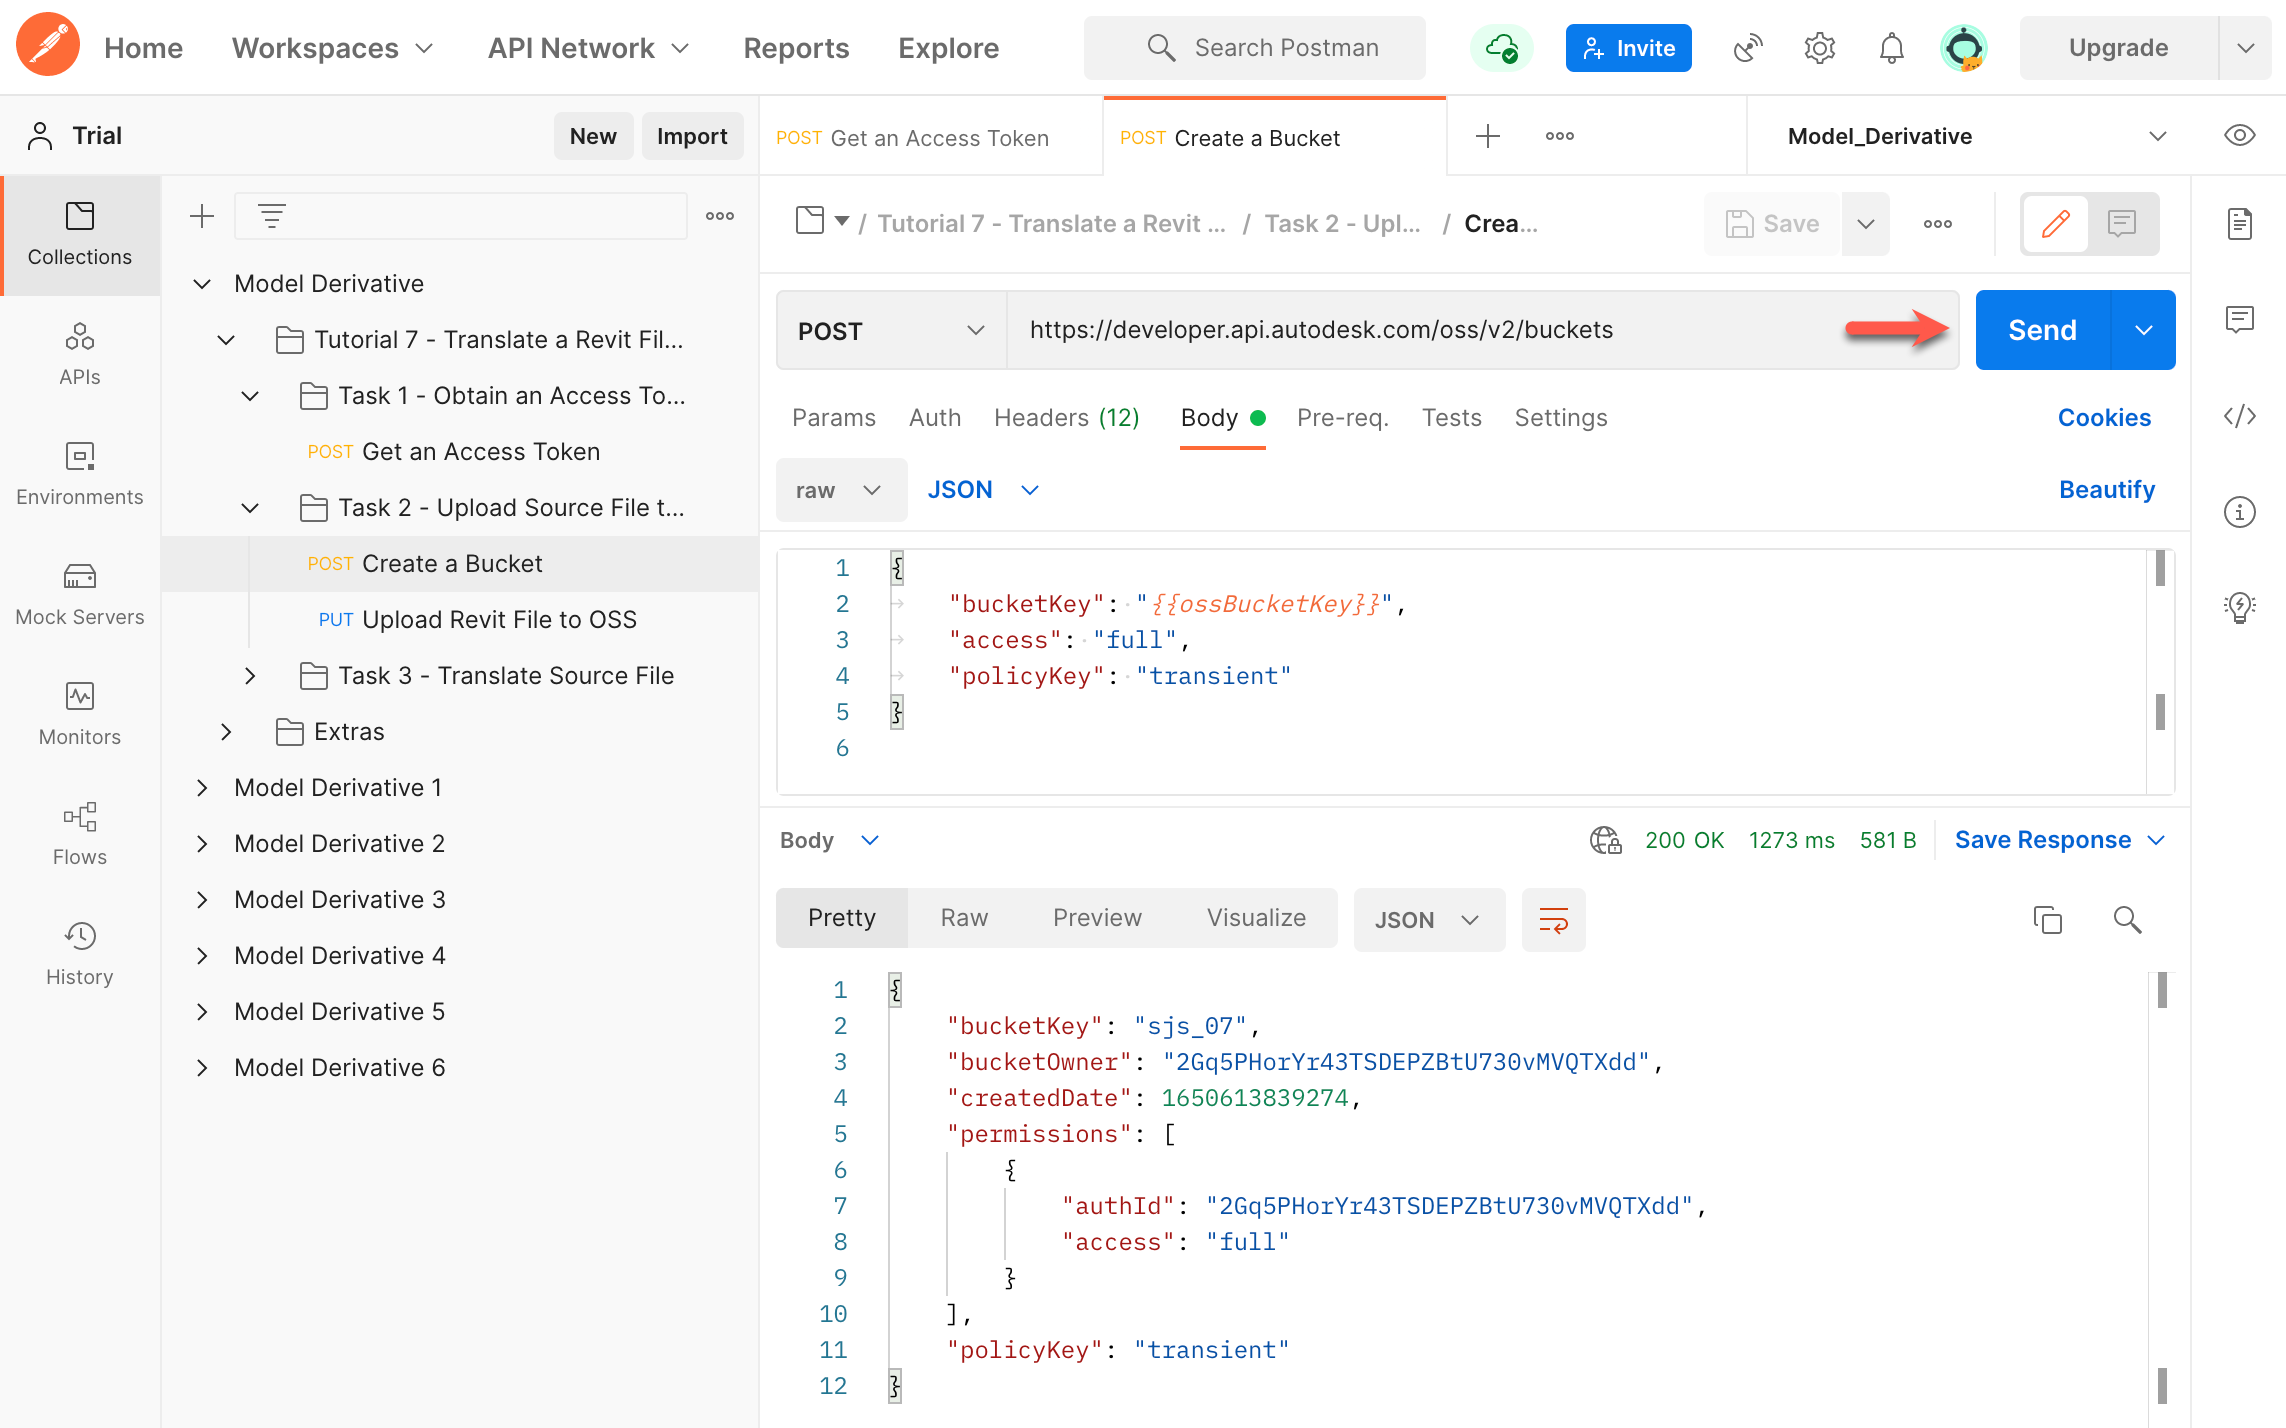 Home Workspaces API Network Reports Explore Search Postman Invite Upgrade
Trial New Import
POST Get an Access Token POST Create a Bucket Model_Derivative
Collections
APIs
Environments
Mock Servers
Monitors
Flows
History
Model Derivative
Tutorial 7 - Translate a Revit Fil...
Task 1 - Obtain an Access To...
POST Get an Access Token
Task 2 - Upload Source File t...
POST Create a Bucket
PUT Upload Revit File to OSS
Task 3 - Translate Source File
Extras
Model Derivative 1
Model Derivative 2
Model Derivative 3
Model Derivative 4
Model Derivative 5
Model Derivative 6
/ Tutorial 7 - Translate a Revit ... / Task 2 - Upl... / Crea... Save
POST https://developer.api.autodesk.com/oss/v2/buckets Send
Params Auth Headers (12) Body Pre-req. Tests Settings Cookies
raw JSON Beautify
1 {
2 "bucketKey": "{{ossBucketKey}}",
3 "access": "full",
4 "policyKey": "transient"
5 }
6
Body 200 OK 1273 ms 581 B Save Response
Pretty Raw Preview Visualize JSON
1 {
2 "bucketKey": "sjs_07",
3 "bucketOwner": "2Gq5PHorYr43TSDEPZBtU730vMVQTXdd",
4 "createdDate": 1650613839274,
5 "permissions": [
6 {
7 "authId": "2Gq5PHorYr43TSDEPZBtU730vMVQTXdd",
8 "access": "full"
9 }
10 ],
11 "policyKey": "transient"
12 }